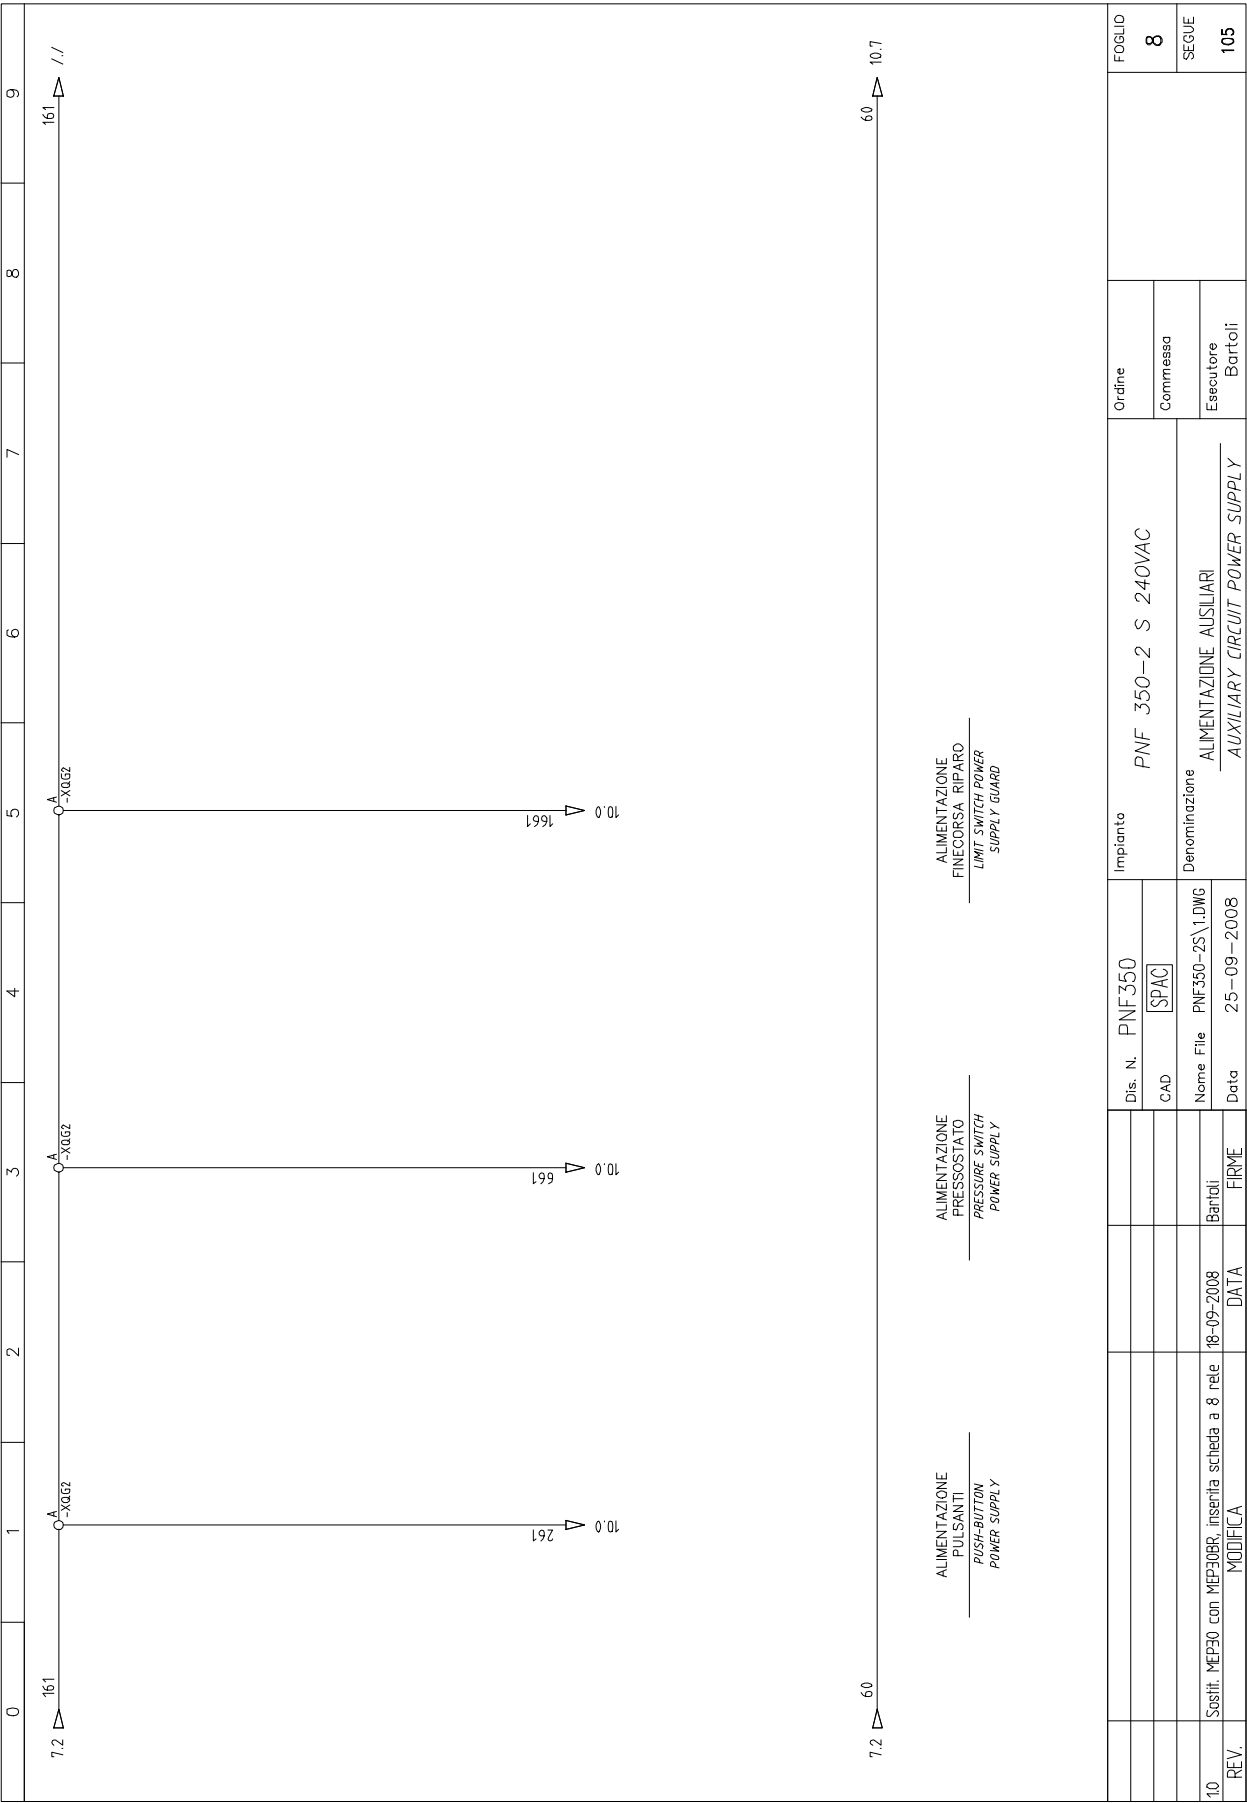 0 1 2 3 4 5 6 7 8 9
7.2 161 161 /./
A
-XQG2
A
-XQG2
A
-XQG2
261 661 1661
10.0 10.0 10.0
7.2 60 60 10.7
ALIMENTAZIONE
PULSANTI
PUSH-BUTTON
POWER SUPPLY
ALIMENTAZIONE
PRESSOSTATO
PRESSURE SWITCH
POWER SUPPLY
ALIMENTAZIONE
FINECORSA RIPARO
LIMIT SWITCH POWER
SUPPLY GUARD
1.0 Sostit. MEP30 con MEP30BR, inserita scheda a 8 rele 18-09-2008 Bartoli
REV. MODIFICA DATA FIRME
Dis. N. PNF350
CAD SPAC
Nome File PNF350-2S\1.DWG
Data 25-09-2008
Impianto
PNF 350-2 S 240VAC
Denominazione
ALIMENTAZIONE AUSILIARI
AUXILIARY CIRCUIT POWER SUPPLY
Ordine
Commessa
Esecutore
Bartoli
FOGLIO
8
SEGUE
105